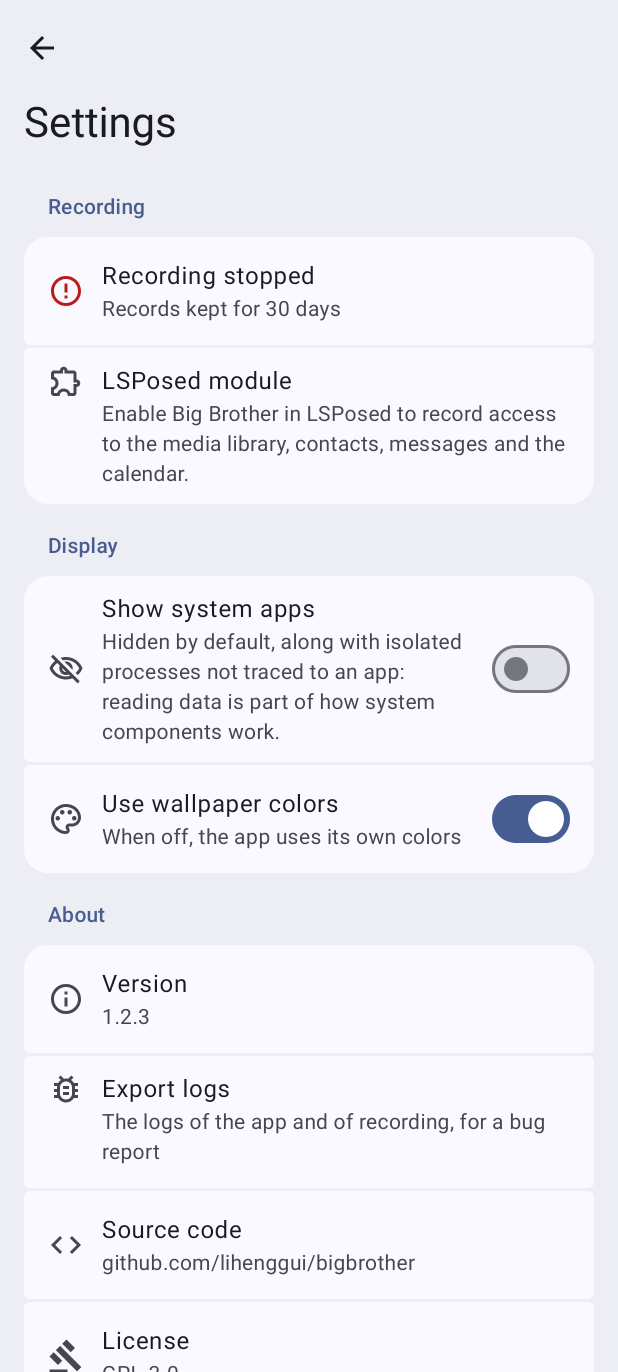 Settings
Recording
Recording stopped
Records kept for 30 days
LSPosed module
Enable Big Brother in LSPosed to record access
to the media library, contacts, messages and the
calendar.
Display
Show system apps
Hidden by default, along with isolated
processes not traced to an app:
reading data is part of how system
components work.
Use wallpaper colors
When off, the app uses its own colors
About
Version
1.2.3
Export logs
The logs of the app and of recording, for a bug
report
Source code
github.com/lihenggui/bigbrother
License